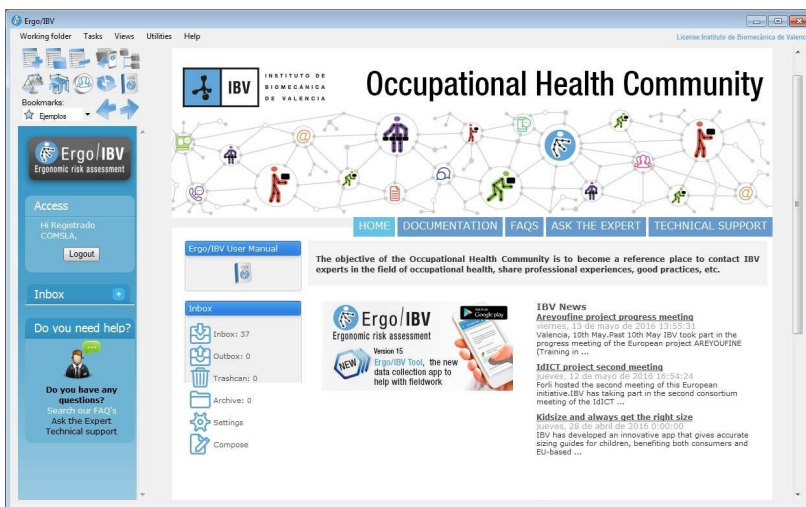 Ergo/IBV
Working folder Tasks Views Utilities Help
License:Instituto de Biomecánica de Valenc
Bookmarks:
Ejemplos
Ergo/IBV
Ergonomic risk assessment
Access
Hi Registrado
COMSLA,
Logout
Inbox
Do you need help?
Do you have any
questions?
Search our FAQ's
Ask the Expert
Technical support
IBV
INSTITUTO DE
BIOMECÁNICA
DE VALENCIA
Occupational Health Community
HOME DOCUMENTATION FAQS ASK THE EXPERT TECHNICAL SUPPORT
Ergo/IBV User Manual
The objective of the Occupational Health Community is to become a reference place to contact IBV
experts in the field of occupational health, share professional experiences, good practices, etc.
Inbox
Inbox: 37
Outbox: 0
Trashcan: 0
Archive: 0
Settings
Compose
Ergo/IBV
Ergonomic risk assessment
Google play
NEW
Version 15
Ergo/IBV Tool, the new
data collection app to
help with fieldwork
IBV News
Areyoufine project progress meeting
viernes, 13 de mayo de 2016 13:55:31
Valencia, 10th May.Past 10th May IBV took part in the
progress meeting of the European project AREYOUFINE
(Training in ...
IdICT project second meeting
jueves, 12 de mayo de 2016 16:54:24
Forli hosted the second meeting of this European
initiative.IBV has taking part in the second consortium
meeting of the IdICT ...
Kidsize and always get the right size
jueves, 28 de abril de 2016 0:00:00
IBV has developed an innovative app that gives accurate
sizing guides for children, benefiting both consumers and
EU-based ...